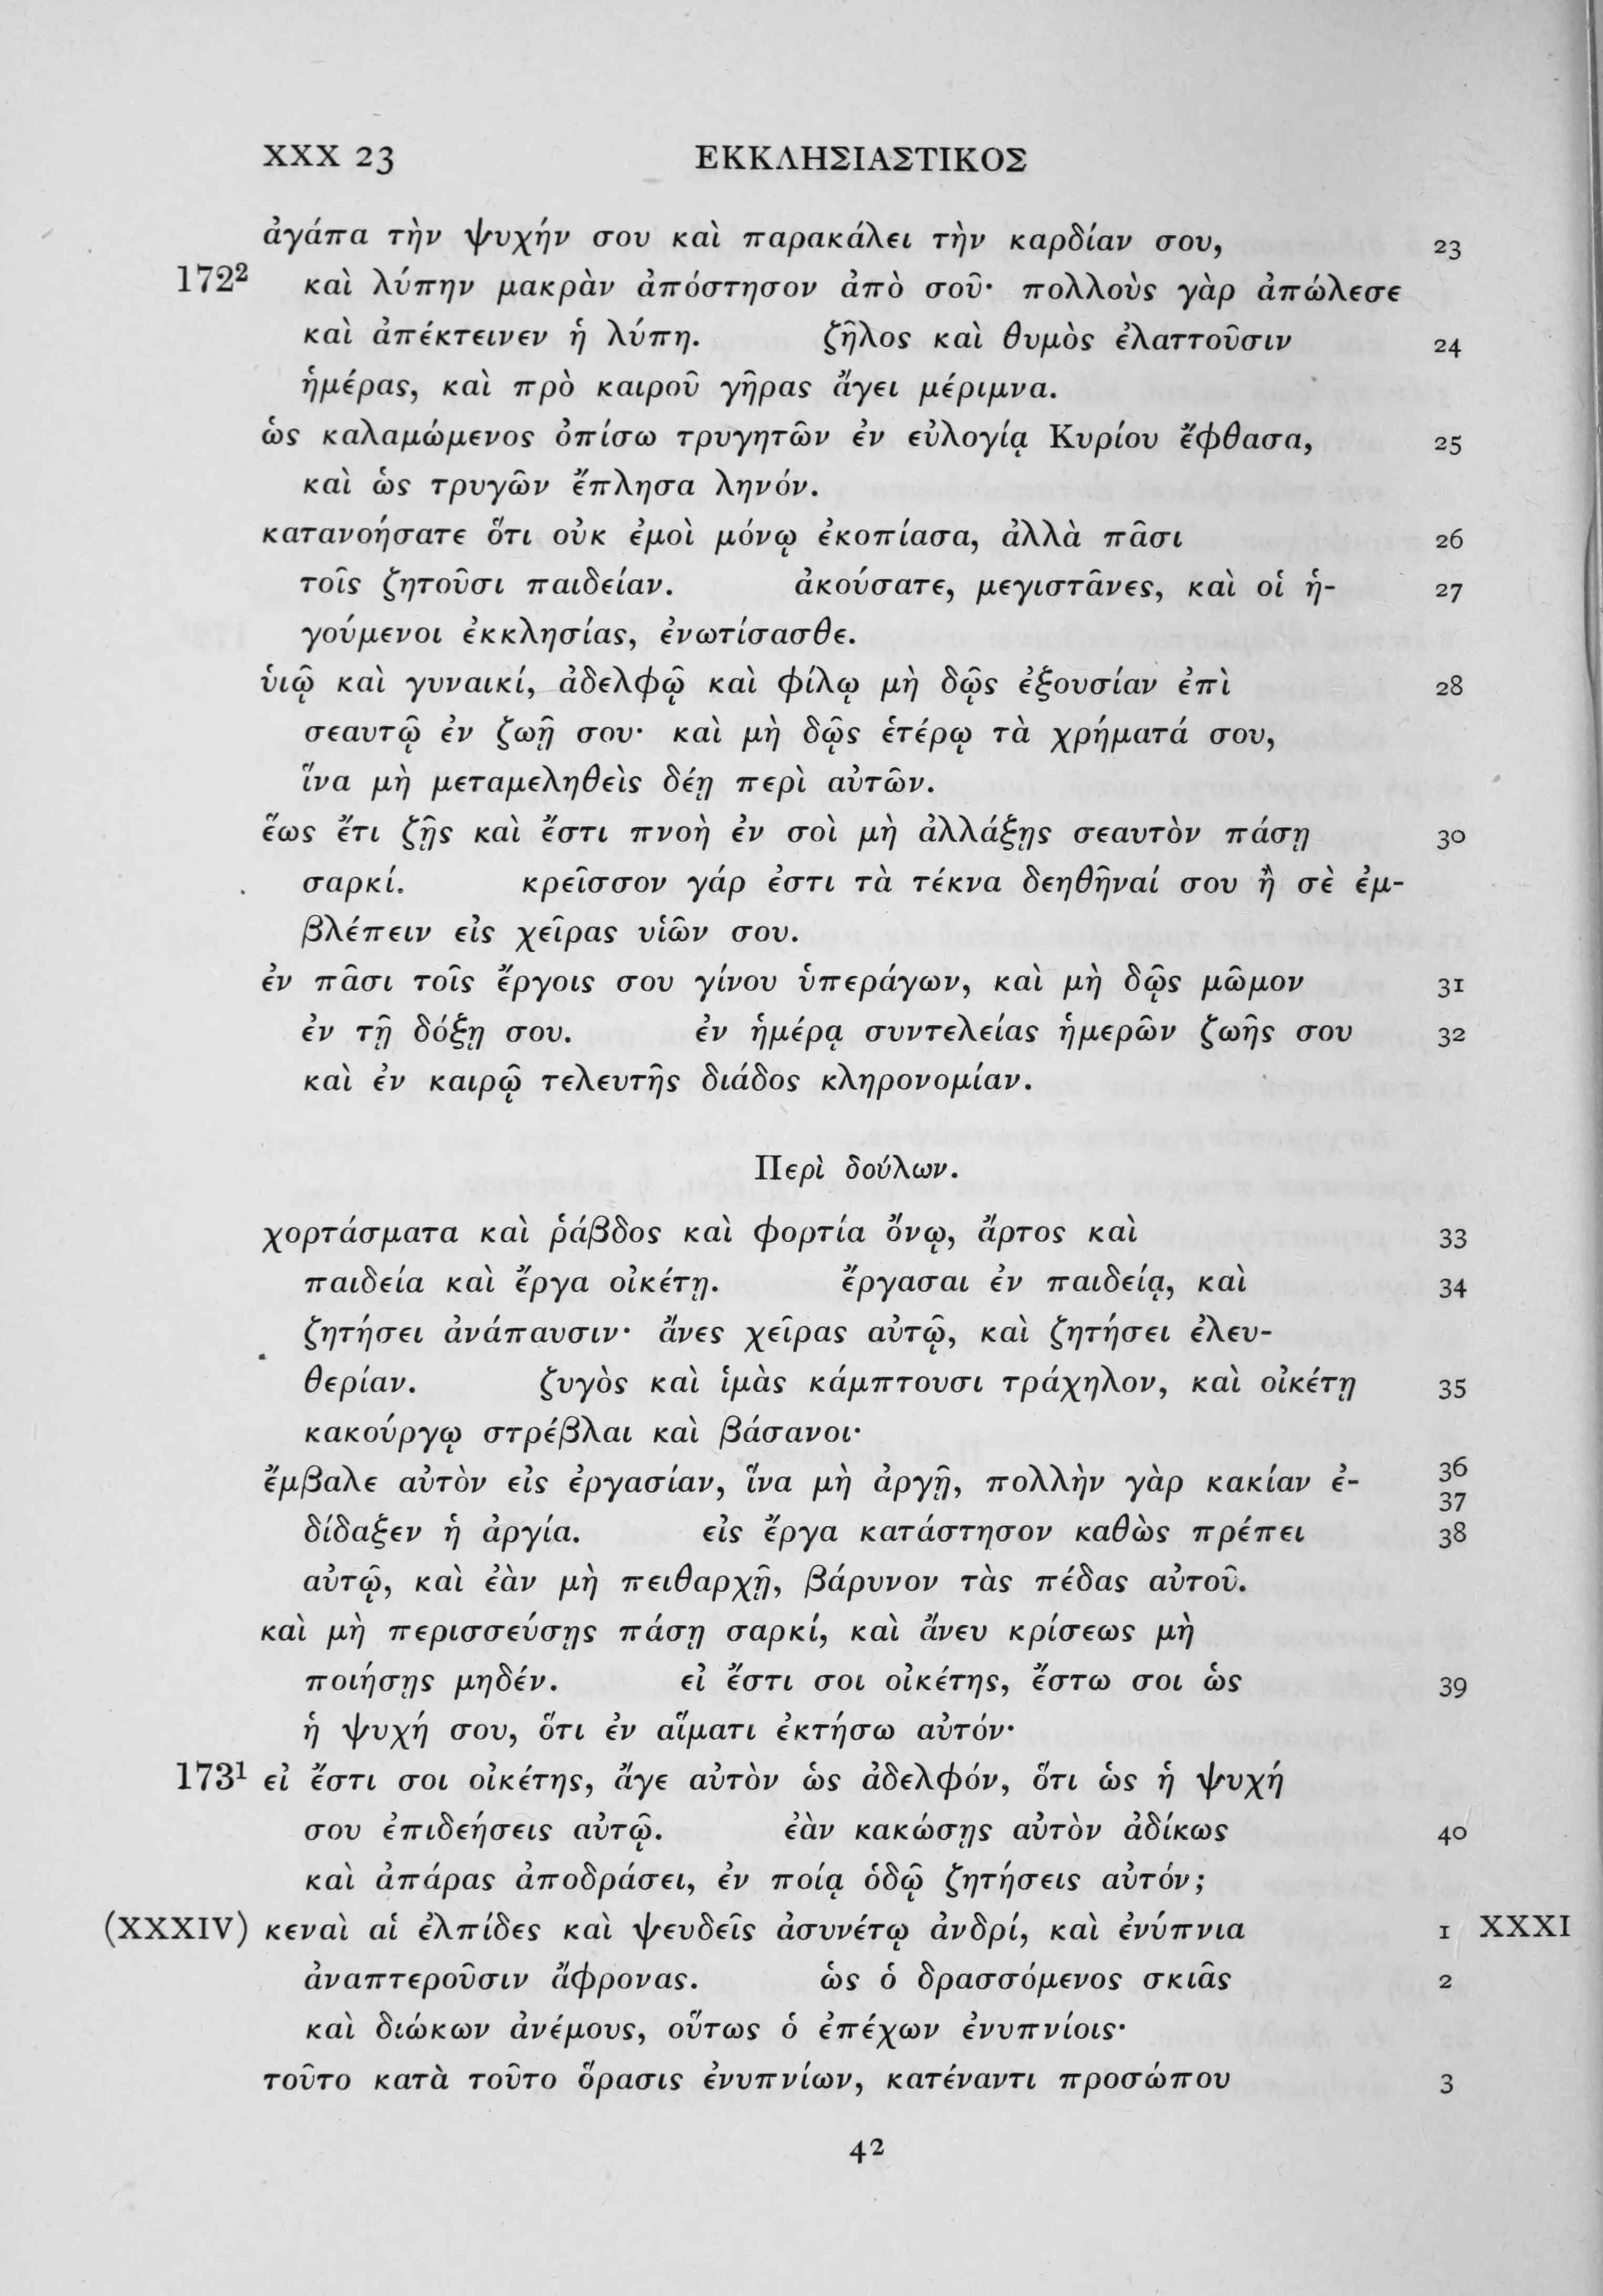 XXX 23 ΕΚΚΛΗΣΙΑΣΤΙΚΟΣ
ἀγάπα τὴν ψυχήν σου καὶ παρακάλει τὴν καρδίαν σου, 23
172² καὶ λύπην μακρὰν ἀπόστησον ἀπὸ σοῦ· πολλοὺς γὰρ ἀπώλεσε
καὶ ἀπέκτεινεν ἡ λύπη. ζῆλος καὶ θυμὸς ἐλαττοῦσιν 24
ἡμέρας, καὶ πρὸ καιροῦ γῆρας ἄγει μέριμνα.
ὡς καλαμώμενος ὀπίσω τρυγητῶν ἐν εὐλογίᾳ Κυρίου ἔφθασα, 25
καὶ ὡς τρυγῶν ἔπλησα ληνόν.
κατανοήσατε ὅτι οὐκ ἐμοὶ μόνῳ ἐκοπίασα, ἀλλὰ πᾶσι 26
τοῖς ζητοῦσι παιδείαν. ἀκούσατε, μεγιστᾶνες, καὶ οἱ ἡ- 27
γούμενοι ἐκκλησίας, ἐνωτίσασθε.
ὑιῷ καὶ γυναικί, ἀδελφῷ καὶ φίλῳ μὴ δῷς ἐξουσίαν ἐπὶ 28
σεαυτῷ ἐν ζωῇ σου· καὶ μὴ δῷς ἑτέρῳ τὰ χρήματά σου,
ἵνα μὴ μεταμεληθεὶς δέῃ περὶ αὐτῶν.
ἕως ἔτι ζῇς καὶ ἔστι πνοὴ ἐν σοὶ μὴ ἀλλάξῃς σεαυτὸν πάσῃ 30
σαρκί. κρεῖσσον γάρ ἐστι τὰ τέκνα δεηθῆναί σου ἢ σὲ ἐμ-
βλέπειν εἰς χεῖρας υἱῶν σου.
ἐν πᾶσι τοῖς ἔργοις σου γίνου ὑπεράγων, καὶ μὴ δῷς μῶμον 31
ἐν τῇ δόξῃ σου. ἐν ἡμέρᾳ συντελείας ἡμερῶν ζωῆς σου 32
καὶ ἐν καιρῷ τελευτῆς διάδος κληρονομίαν.
Περὶ δούλων.
χορτάσματα καὶ ῥάβδος καὶ φορτία ὄνῳ, ἄρτος καὶ 33
παιδεία καὶ ἔργα οἰκέτῃ. ἔργασαι ἐν παιδείᾳ, καὶ 34
ζητήσει ἀνάπαυσιν· ἄνες χεῖρας αὐτῷ, καὶ ζητήσει ἐλευ-
θερίαν. ζυγὸς καὶ ἱμὰς κάμπτουσι τράχηλον, καὶ οἰκέτῃ 35
κακούργῳ στρέβλαι καὶ βάσανοι·
ἔμβαλε αὐτὸν εἰς ἐργασίαν, ἵνα μὴ ἀργῇ, πολλὴν γὰρ κακίαν ἐ- 36 37
δίδαξεν ἡ ἀργία. εἰς ἔργα κατάστησον καθὼς πρέπει 38
αὐτῷ, καὶ ἐὰν μὴ πειθαρχῇ, βάρυνον τὰς πέδας αὐτοῦ.
καὶ μὴ περισσεύσῃς πάσῃ σαρκί, καὶ ἄνευ κρίσεως μὴ
ποιήσῃς μηδέν. εἰ ἔστι σοι οἰκέτης, ἔστω σοι ὡς 39
ἡ ψυχή σου, ὅτι ἐν αἵματι ἐκτήσω αὐτόν·
173¹ εἰ ἔστι σοι οἰκέτης, ἄγε αὐτὸν ὡς ἀδελφόν, ὅτι ὡς ἡ ψυχή
σου ἐπιδεήσεις αὐτῷ. ἐὰν κακώσῃς αὐτὸν ἀδίκως 40
καὶ ἀπάρας ἀποδράσει, ἐν ποίᾳ ὁδῷ ζητήσεις αὐτόν;
(XXXIV) κεναὶ αἱ ἐλπίδες καὶ ψευδεῖς ἀσυνέτῳ ἀνδρί, καὶ ἐνύπνια 1 XXXI
ἀναπτεροῦσιν ἄφρονας. ὡς ὁ δρασσόμενος σκιᾶς 2
καὶ διώκων ἀνέμους, οὕτως ὁ ἐπέχων ἐνυπνίοις·
τοῦτο κατὰ τοῦτο ὅρασις ἐνυπνίων, κατέναντι προσώπου 3
42